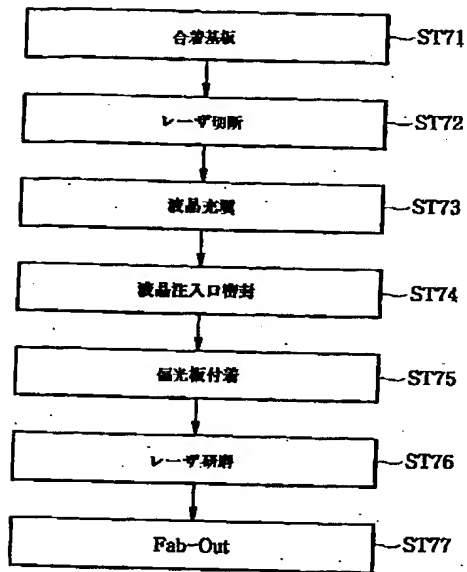 合着基板 ST71
レーザ切断 ST72
液晶充填 ST73
液晶注入口密封 ST74
偏光板付着 ST75
レーザ研磨 ST76
Fab-Out ST77